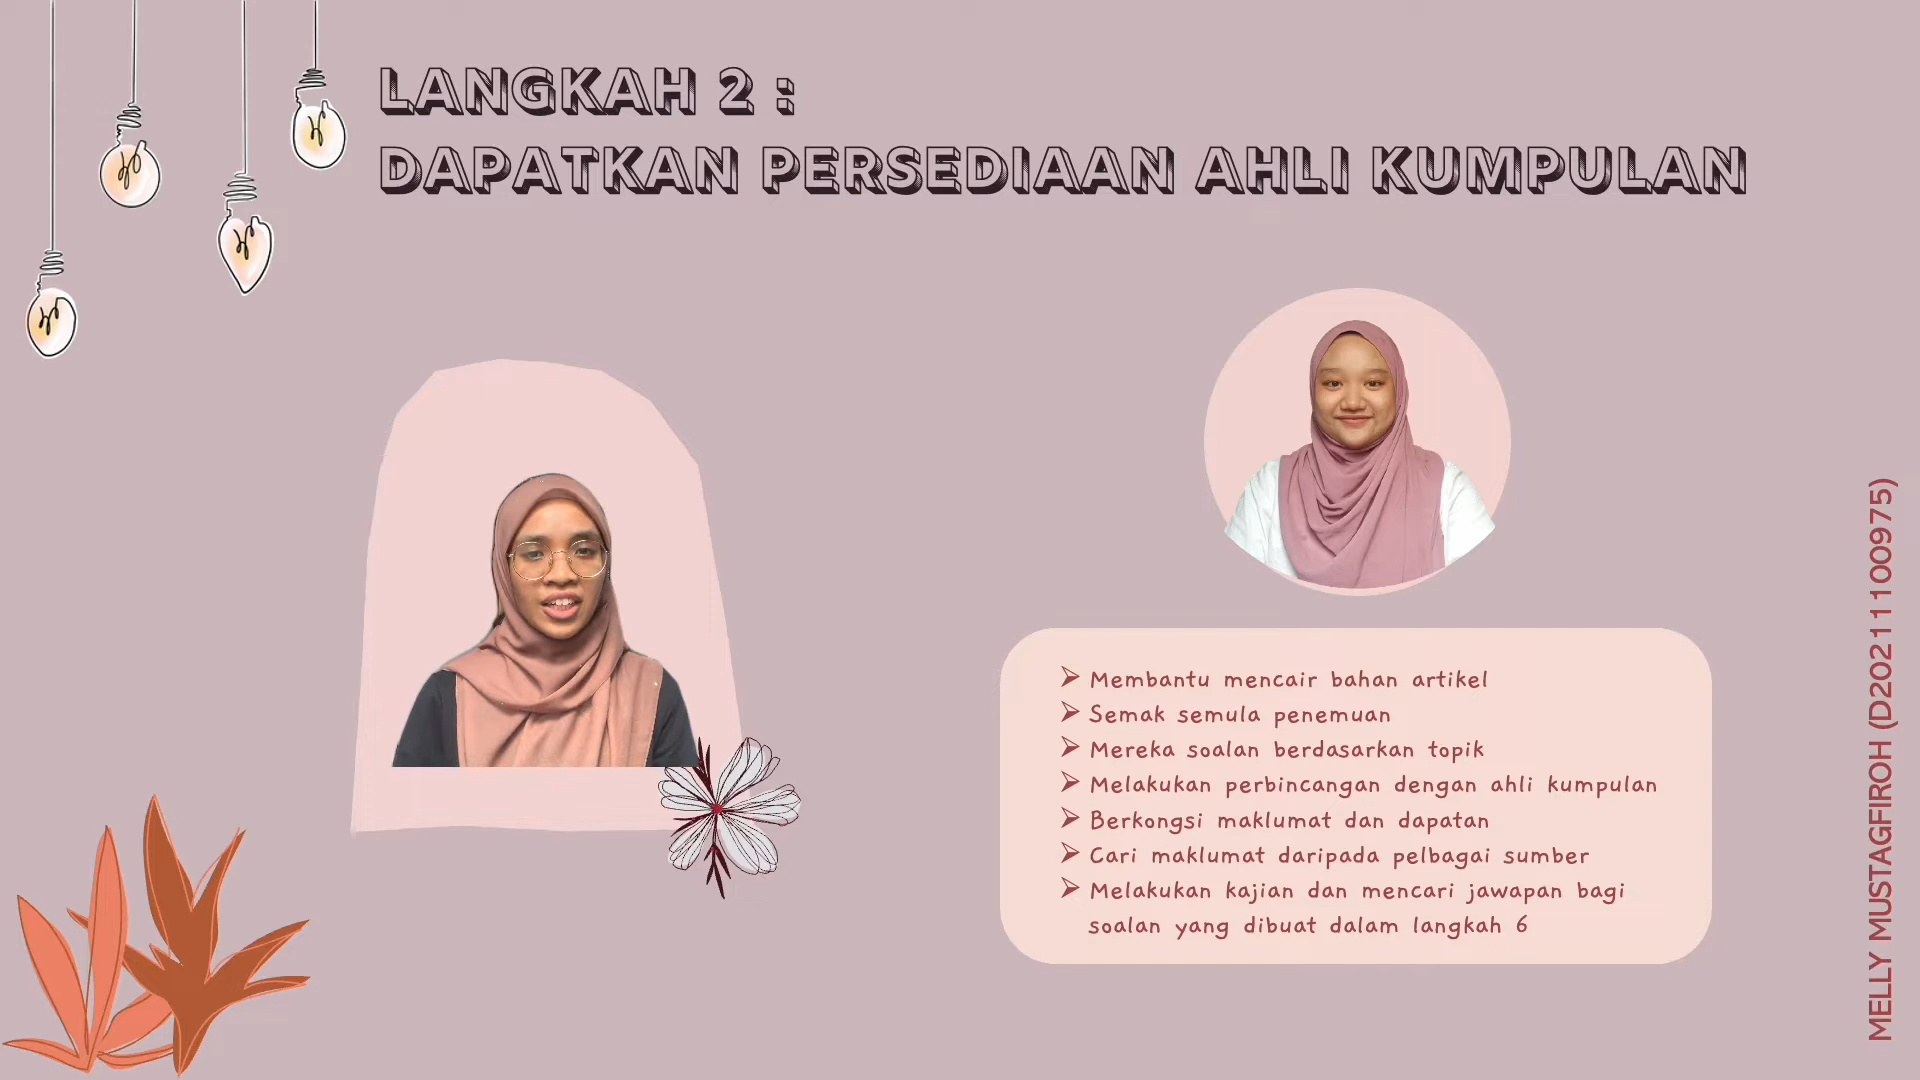 LANGKAH 2 :
DAPATKAN PERSEDIAAN AHLI KUMPULAN
Membantu mencair bahan artikel
Semak semula penemuan
Mereka soalan berdasarkan topik
Melakukan perbincangan dengan ahli kumpulan
Berkongsi maklumat dan dapatan
Cari maklumat daripada pelbagai sumber
Melakukan kajian dan mencari jawapan bagi
soalan yang dibuat dalam langkah 6
MELLY MUSTAGFIROH (D20211100975)